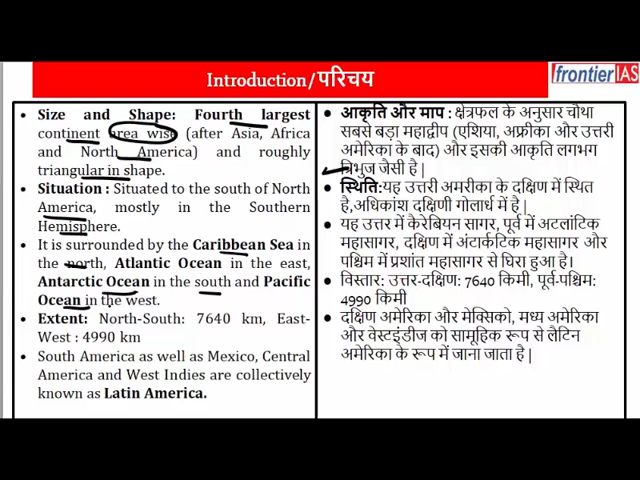 Introduction/परिचय
frontierIAS
• Size and Shape: Fourth largest
continent area wise (after Asia, Africa
and North America) and roughly
triangular in shape.
• Situation : Situated to the south of North
America, mostly in the Southern
Hemisphere.
• It is surrounded by the Caribbean Sea in
the north, Atlantic Ocean in the east,
Antarctic Ocean in the south and Pacific
Ocean in the west.
• Extent: North-South: 7640 km, East-
West : 4990 km
• South America as well as Mexico, Central
America and West Indies are collectively
known as Latin America.
• आकृति और माप : क्षेत्रफल के अनुसार चौथा
सबसे बड़ा महाद्वीप (एशिया, अफ्रीका और उत्तरी
अमेरिका के बाद) और इसकी आकृति लगभग
त्रिभुज जैसी है |
• स्थिति:यह उत्तरी अमरीका के दक्षिण में स्थित
है,अधिकांश दक्षिणी गोलार्ध में है |
• यह उत्तर में कैरेबियन सागर, पूर्व में अटलांटिक
महासागर, दक्षिण में अंटार्कटिक महासागर और
पश्चिम में प्रशांत महासागर से घिरा हुआ है।
• विस्तार: उत्तर-दक्षिण: 7640 किमी, पूर्व-पश्चिम:
4990 किमी
• दक्षिण अमेरिका और मेक्सिको, मध्य अमेरिका
और वेस्टइंडीज को सामूहिक रूप से लैटिन
अमेरिका के रूप में जाना जाता है |